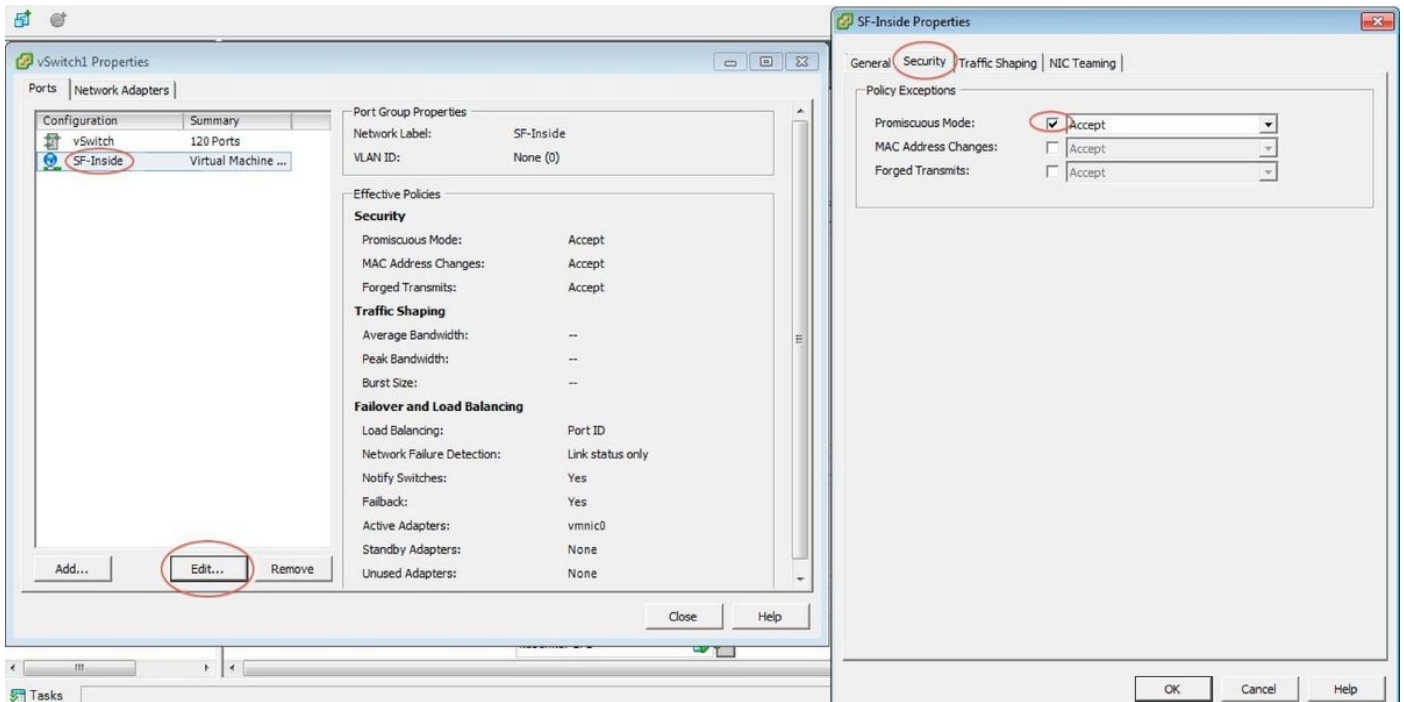 vSwitch1 Properties
Ports Network Adapters
Configuration Summary
vSwitch 120 Ports
SF-Inside Virtual Machine ...
Add... Edit... Remove
Port Group Properties
Network Label: SF-Inside
VLAN ID: None (0)
Effective Policies
Security
Promiscuous Mode: Accept
MAC Address Changes: Accept
Forged Transmits: Accept
Traffic Shaping
Average Bandwidth: --
Peak Bandwidth: --
Burst Size: --
Failover and Load Balancing
Load Balancing: Port ID
Network Failure Detection: Link status only
Notify Switches: Yes
Failback: Yes
Active Adapters: vmnic0
Standby Adapters: None
Unused Adapters: None
Close Help
Tasks
SF-Inside Properties
General Security Traffic Shaping NIC Teaming
Policy Exceptions
Promiscuous Mode: Accept
MAC Address Changes: Accept
Forged Transmits: Accept
OK Cancel Help